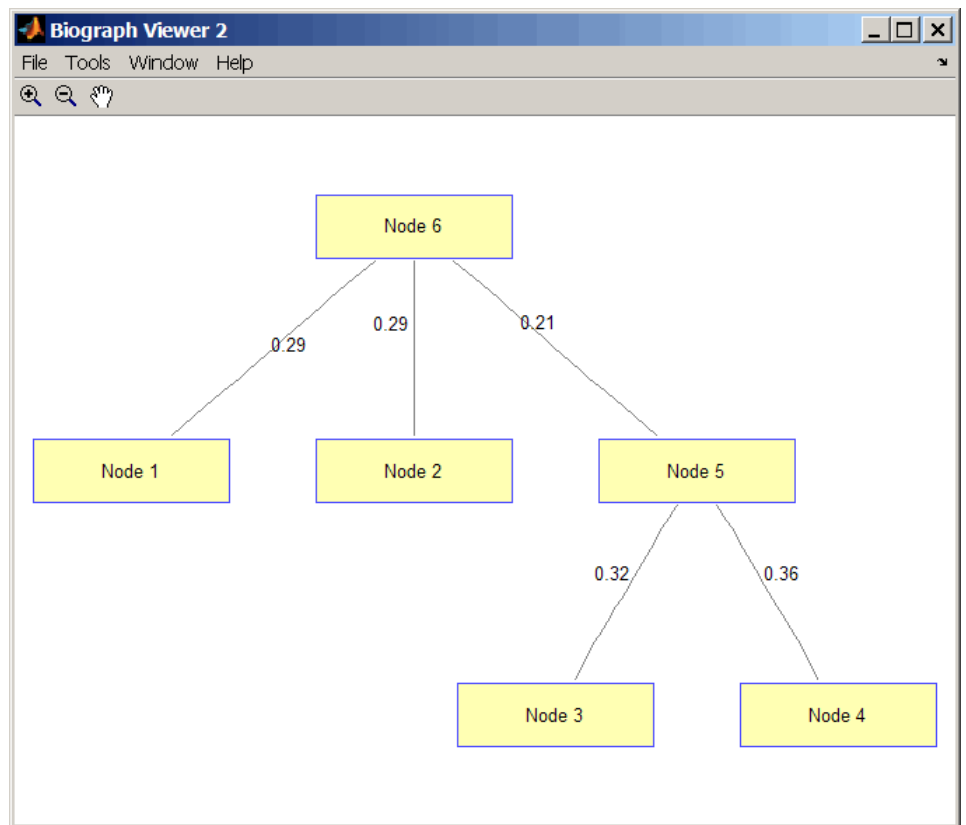 Biograph Viewer 2
File Tools Window Help
Node 6
0.29
0.29
0.21
Node 1
Node 2
Node 5
0.32
0.36
Node 3
Node 4